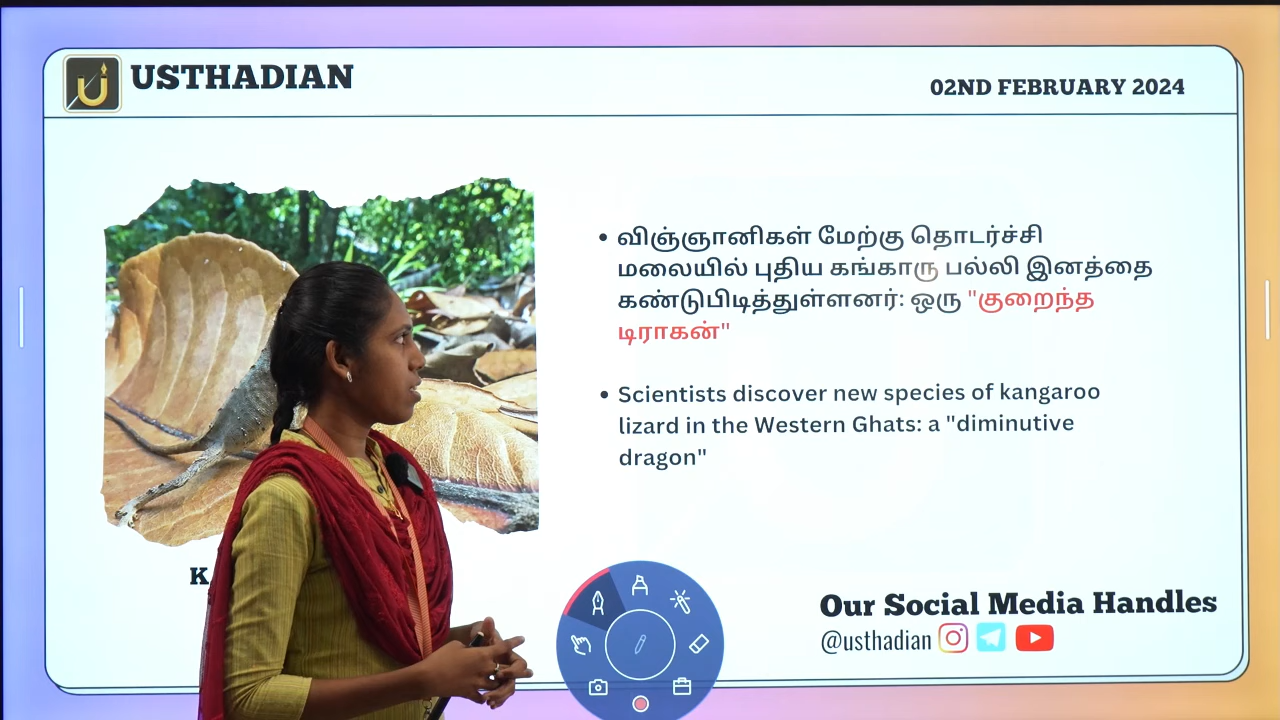 USTHADIAN
02ND FEBRUARY 2024
• விஞ்ஞானிகள் மேற்கு தொடர்ச்சி
மலையில் புதிய கங்காரு பல்லி இனத்தை
கண்டுபிடித்துள்ளனர்: ஒரு "குறைந்த
டிராகன்"
• Scientists discover new species of kangaroo
lizard in the Western Ghats: a "diminutive
dragon"
Our Social Media Handles
@usthadian